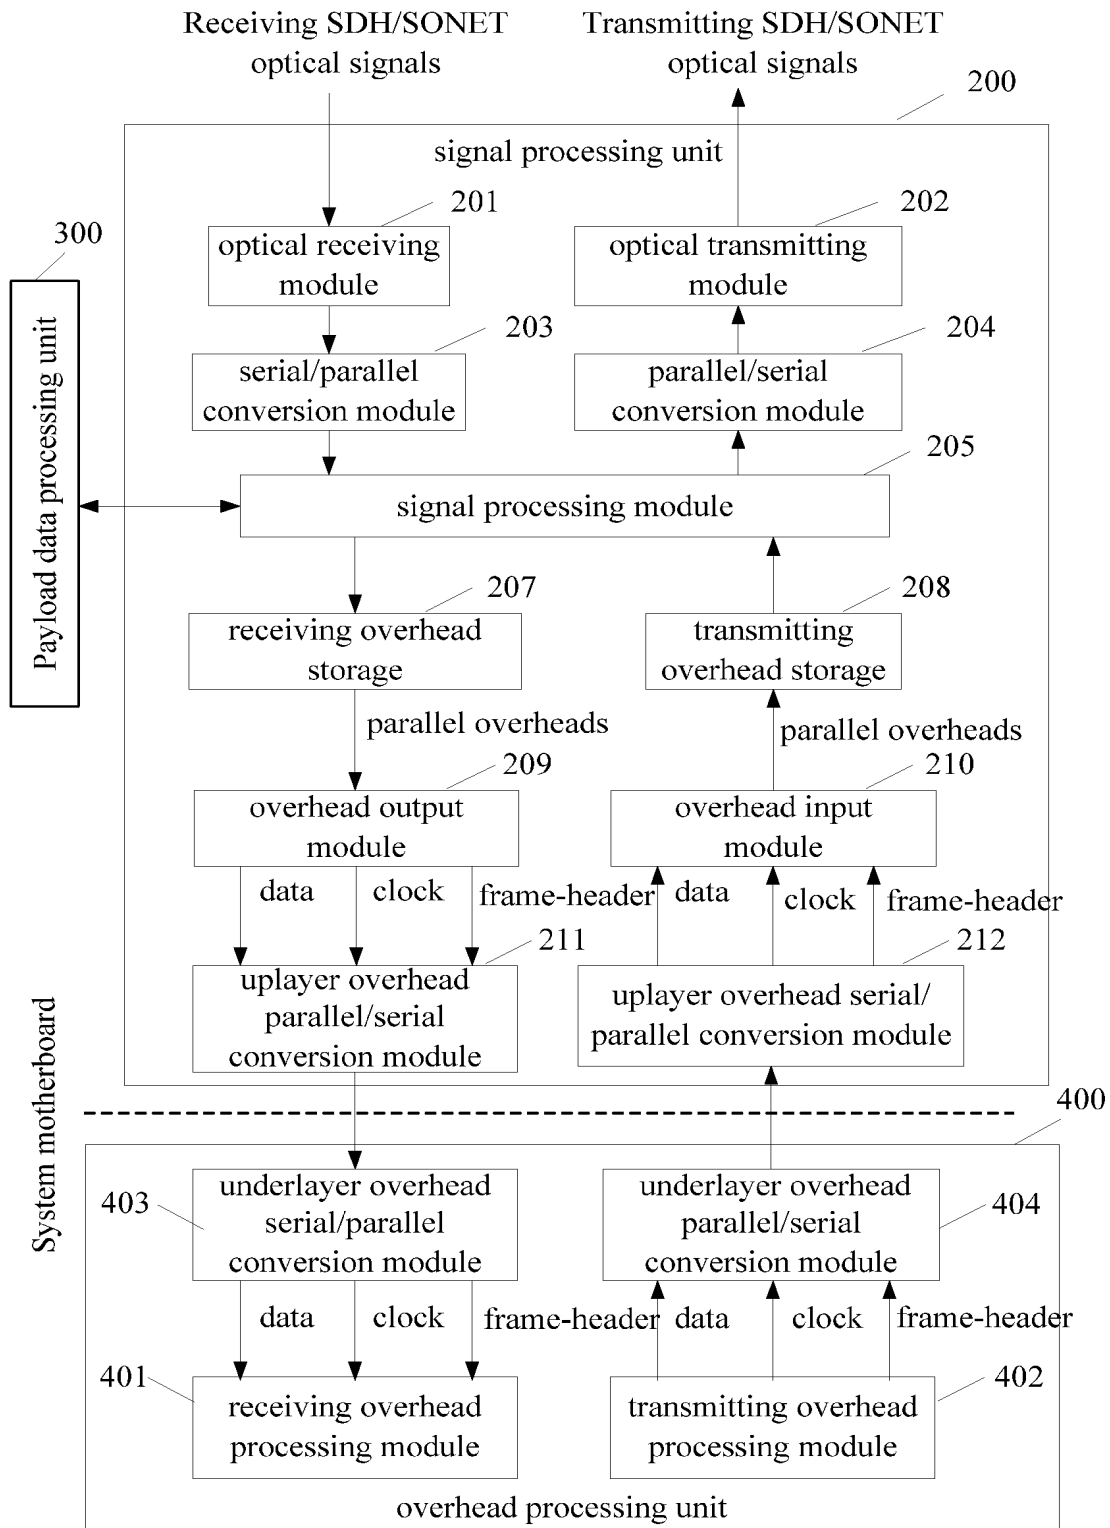 Receiving SDH/SONET
optical signals
Transmitting SDH/SONET
optical signals
200
signal processing unit
201
optical receiving
module
202
optical transmitting
module
300
Payload data processing unit
203
serial/parallel
conversion module
204
parallel/serial
conversion module
205
signal processing module
207
receiving overhead
storage
208
transmitting
overhead storage
parallel overheads
parallel overheads
209
overhead output
module
210
overhead input
module
data
clock
frame-header
data
clock
frame-header
211
uplayer overhead
parallel/serial
conversion module
212
uplayer overhead serial/
parallel conversion module
System motherboard
400
403
underlayer overhead
serial/parallel
conversion module
404
underlayer overhead
parallel/serial
conversion module
data
clock
frame-header
data
clock
frame-header
401
receiving overhead
processing module
402
transmitting overhead
processing module
overhead processing unit